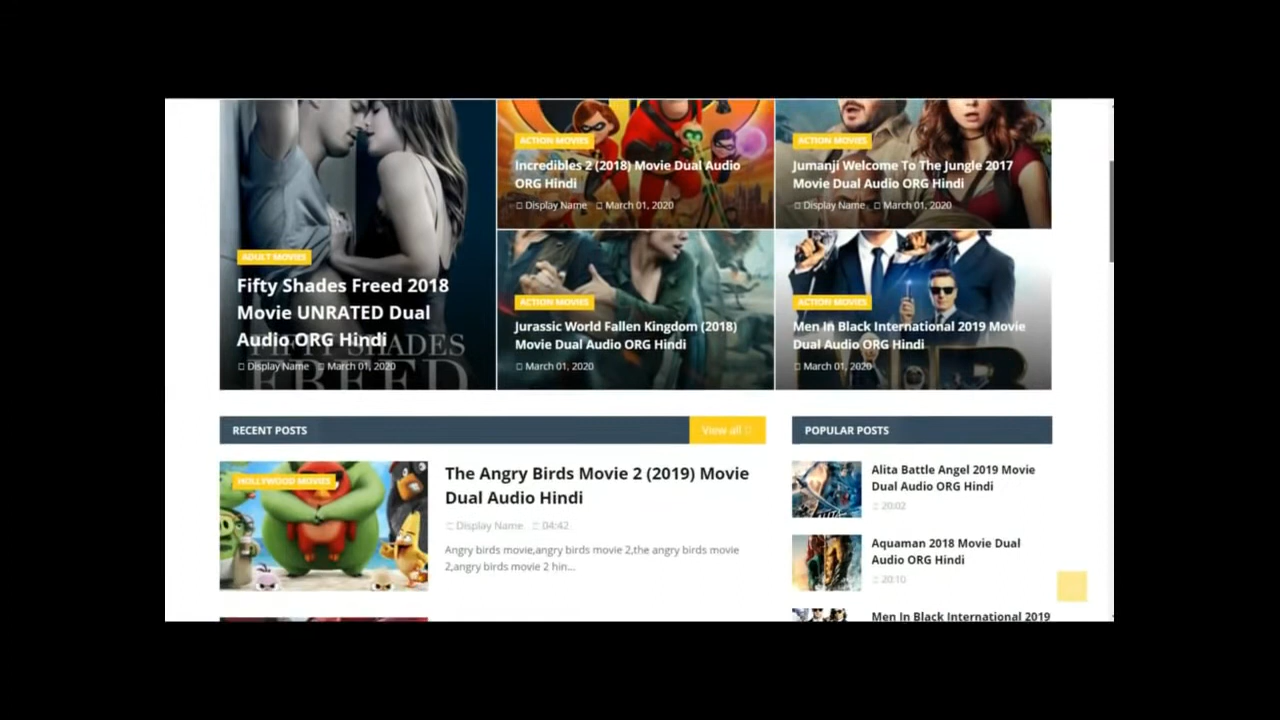 ADULT MOVIES
Fifty Shades Freed 2018
Movie UNRATED Dual
Audio ORG Hindi
FIFTY SHADES
FREED
Display Name March 01, 2020
ACTION MOVIES
Incredibles 2 (2018) Movie Dual Audio
ORG Hindi
Display Name March 01, 2020
ACTION MOVIES
Jumanji Welcome To The Jungle 2017
Movie Dual Audio ORG Hindi
Display Name March 01, 2020
ACTION MOVIES
Jurassic World Fallen Kingdom (2018)
Movie Dual Audio ORG Hindi
March 01, 2020
ACTION MOVIES
Men In Black International 2019 Movie
Dual Audio ORG Hindi
March 01, 2020
RECENT POSTS
View all
HOLLYWOOD MOVIES
The Angry Birds Movie 2 (2019) Movie
Dual Audio Hindi
Display Name 04:42
Angry birds movie,angry birds movie 2,the angry birds movie
2,angry birds movie 2 hin...
POPULAR POSTS
Alita Battle Angel 2019 Movie
Dual Audio ORG Hindi
20:02
Aquaman 2018 Movie Dual
Audio ORG Hindi
20:10
Men In Black International 2019